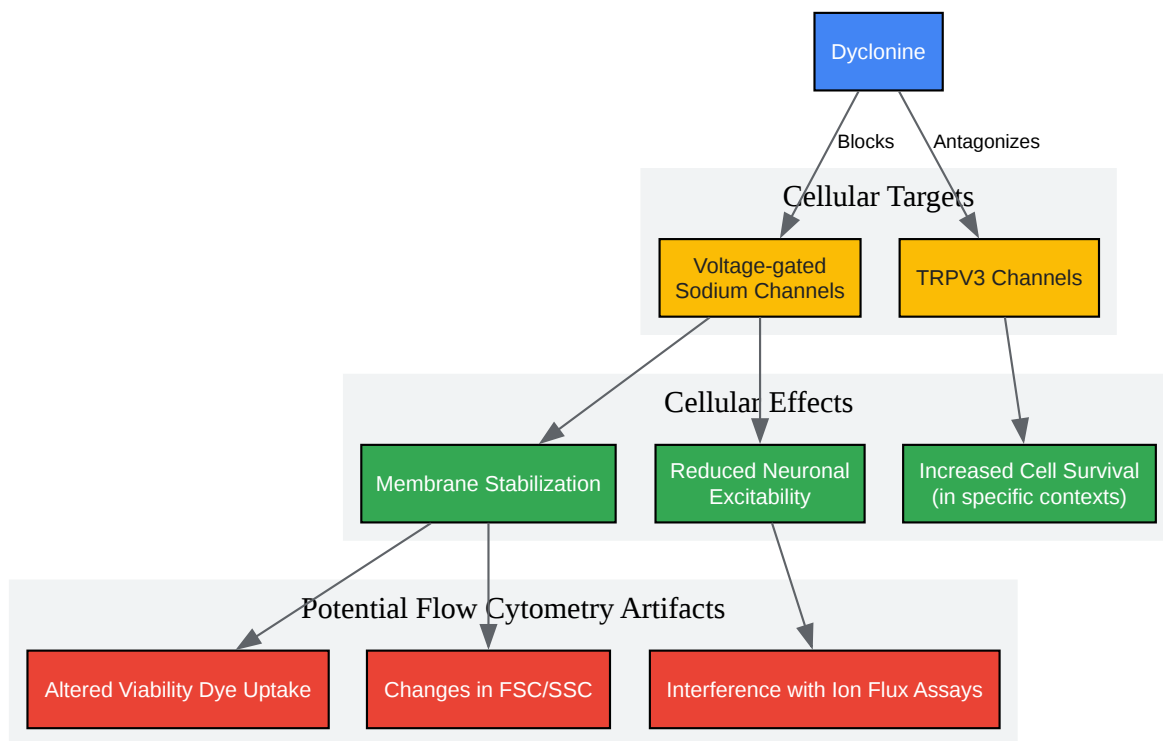 Dyclonine
Blocks
Antagonizes
Cellular Targets
Voltage-gated
Sodium Channels
TRPV3 Channels
Cellular Effects
Membrane Stabilization
Reduced Neuronal
Excitability
Increased Cell Survival
(in specific contexts)
Potential Flow Cytometry Artifacts
Altered Viability Dye Uptake
Changes in FSC/SSC
Interference with Ion Flux Assays